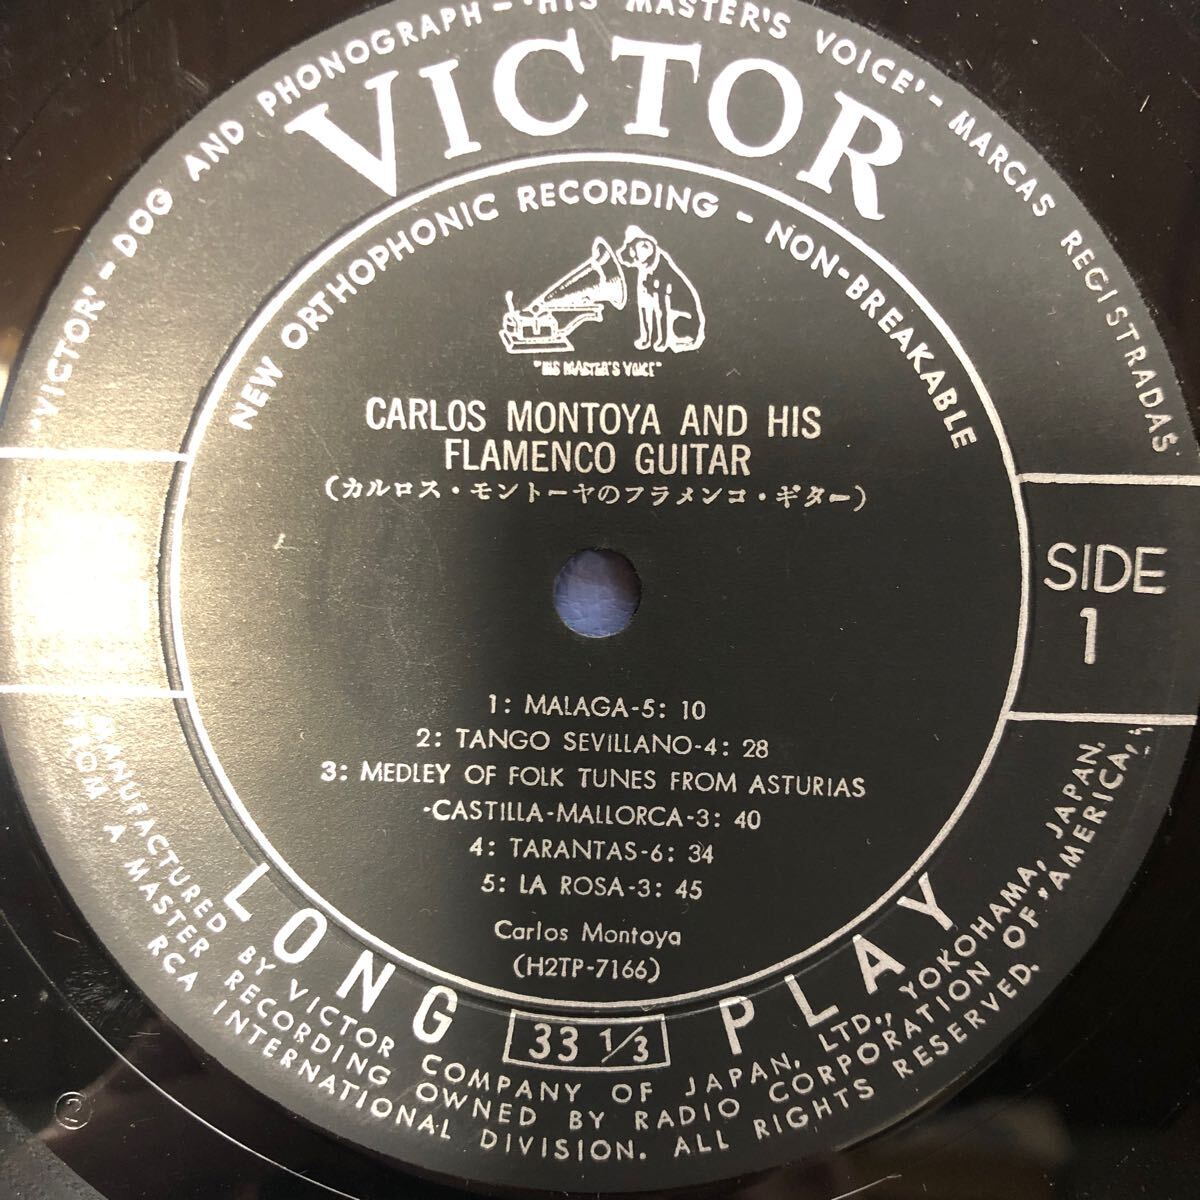 'VICTOR' - DOG AND PHONOGRAPH - 'HIS MASTER'S VOICE' - MARCAS REGISTRADAS
VICTOR
NEW ORTHOPHONIC RECORDING - NON-BREAKABLE
"HIS MASTER'S VOICE"
CARLOS MONTOYA AND HIS
FLAMENCO GUITAR
(カルロス・モントーヤのフラメンコ・ギター)
SIDE
1
1: MALAGA-5: 10
2: TANGO SEVILLANO-4: 28
3: MEDLEY OF FOLK TUNES FROM ASTURIAS
-CASTILLA-MALLORCA-3: 40
4: TARANTAS-6: 34
5: LA ROSA-3: 45
Carlos Montoya
(H2TP-7166)
LONG 33 1/3 PLAY
MANUFACTURED BY VICTOR COMPANY OF JAPAN, LTD., YOKOHAMA, JAPAN.
FROM A MASTER RECORDING OWNED BY RADIO CORPORATION OF AMERICA,
RCA INTERNATIONAL DIVISION. ALL RIGHTS RESERVED.
2